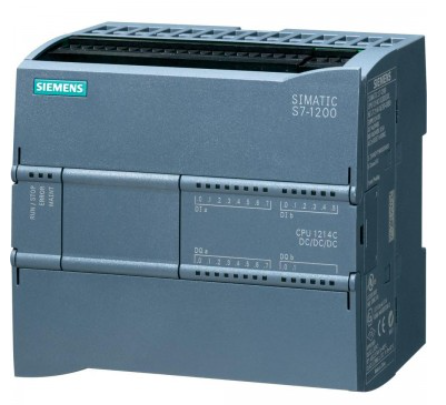 SIEMENS
SIMATIC
S7-1200
RUN / STOP
ERROR
MAINT
0 1 2 3 4 5 6 7
DI a
0 1 2 3 4 5
DI b
CPU 1214C
DC/DC/DC
DQ a
0 1 2 3 4 5 6 7
DQ b
0 1